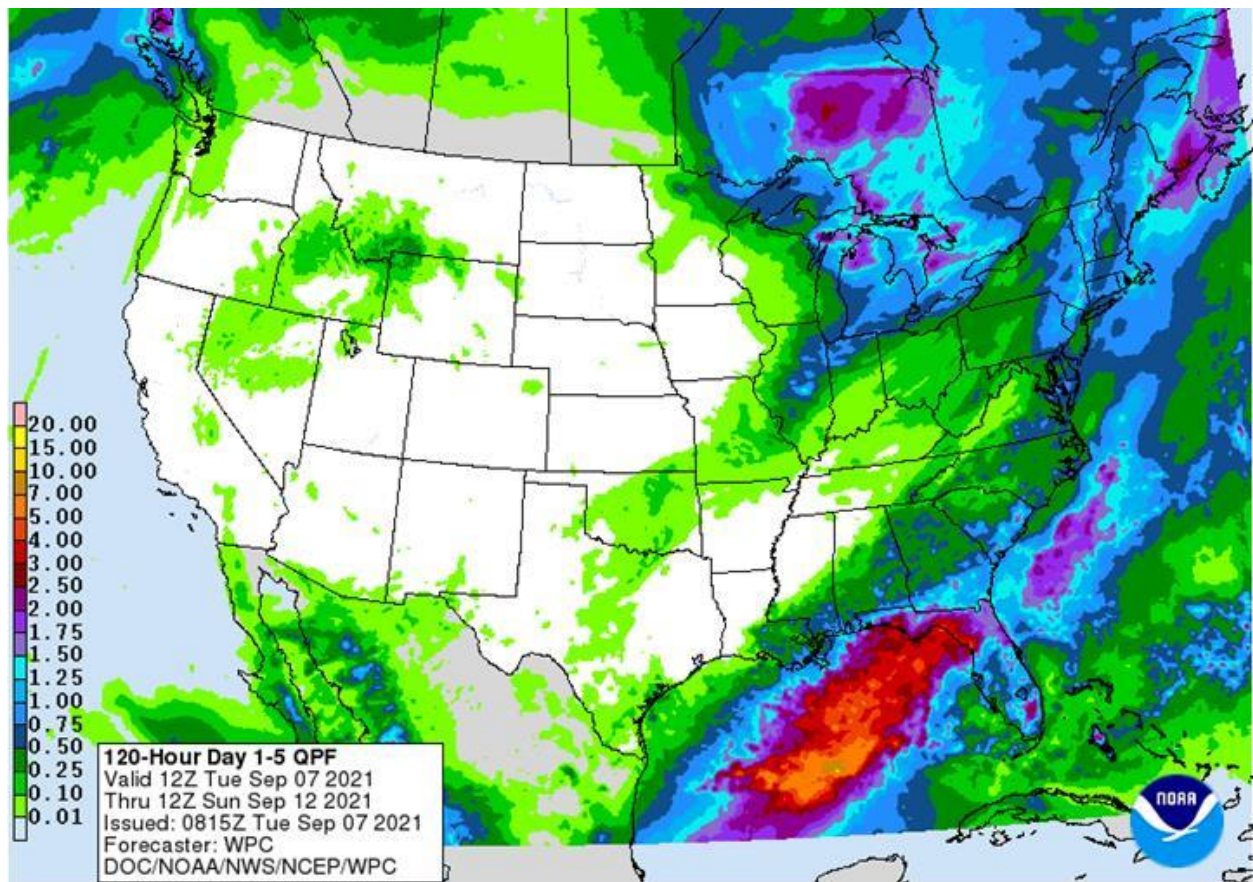 20.00
15.00
10.00
7.00
5.00
4.00
3.00
2.50
2.00
1.75
1.50
1.25
1.00
0.75
0.50
0.25
0.10
0.01
120-Hour Day 1-5 QPF
Valid 12Z Tue Sep 07 2021
Thru 12Z Sun Sep 12 2021
Issued: 0815Z Tue Sep 07 2021
Forecaster: WPC
DOC/NOAA/NWS/NCEP/WPC
NOAA